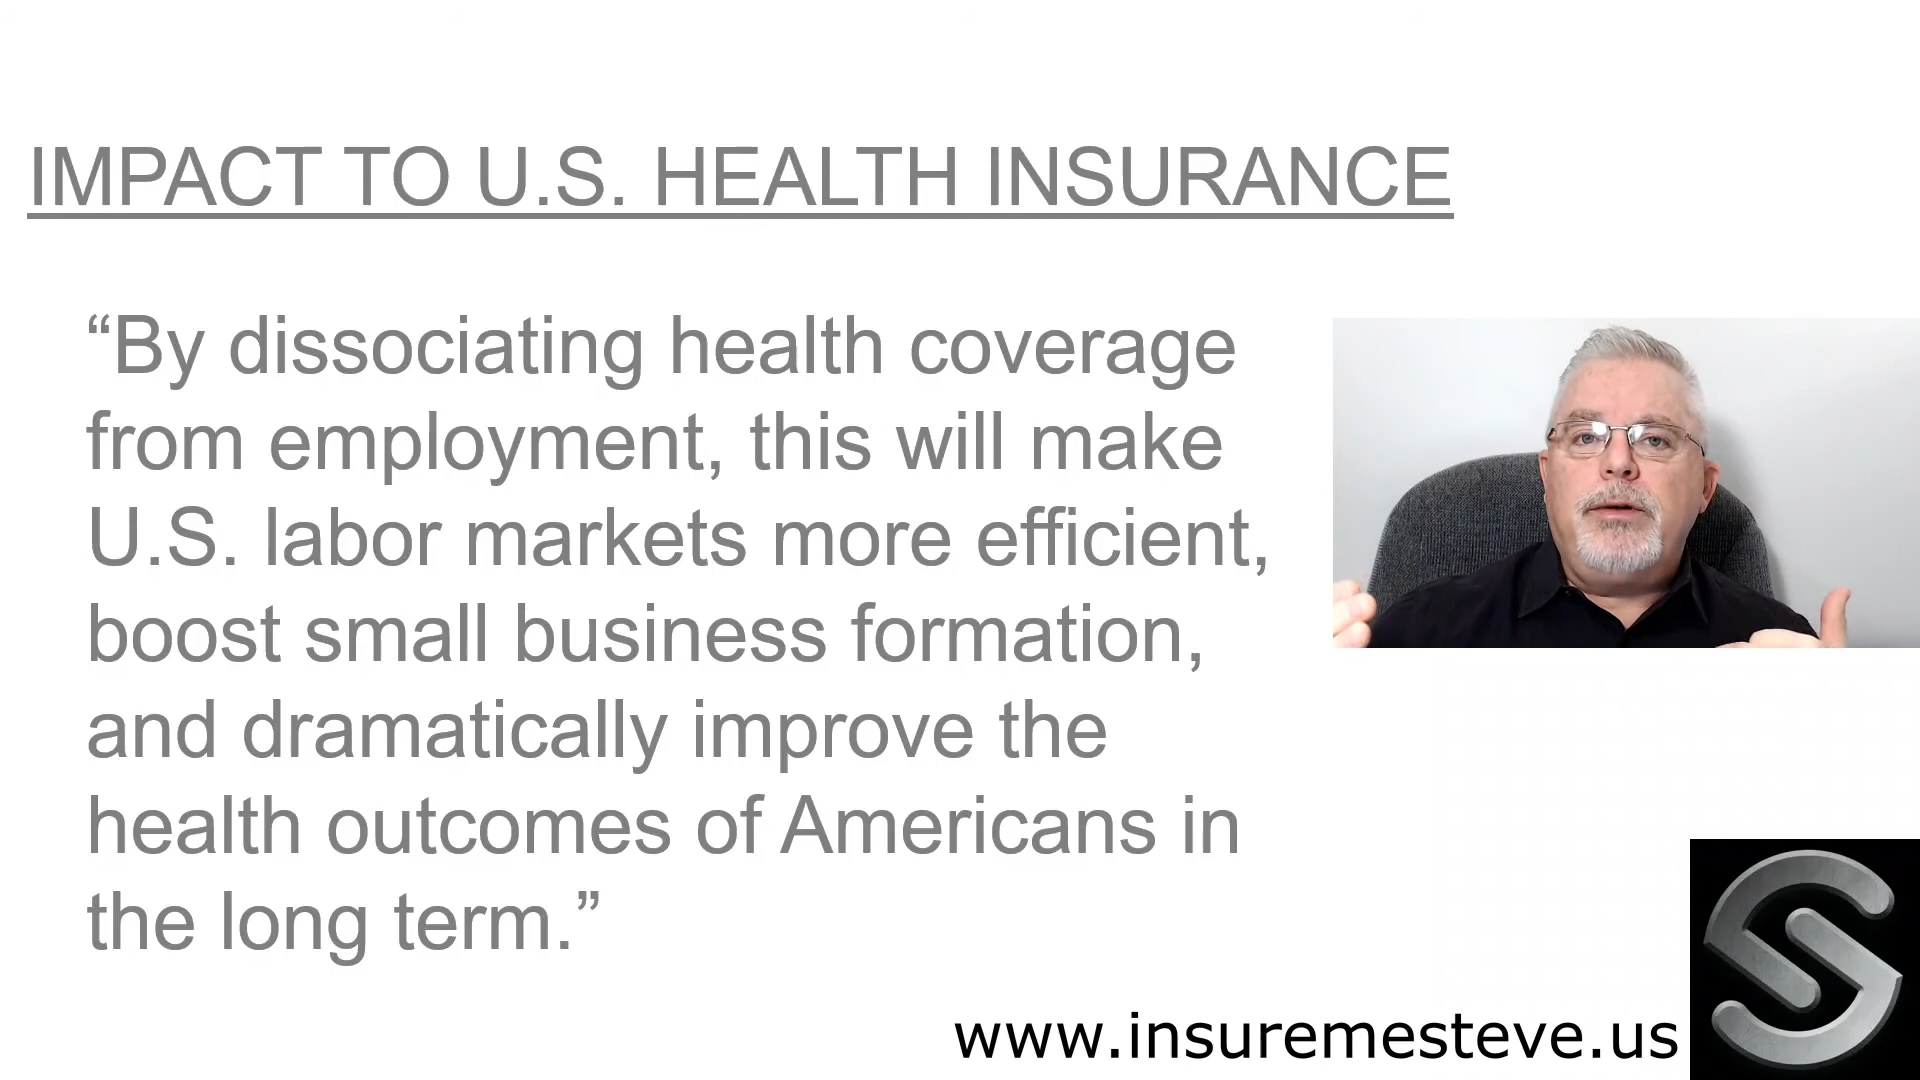 IMPACT TO U.S. HEALTH INSURANCE
“By dissociating health coverage
from employment, this will make
U.S. labor markets more efficient,
boost small business formation,
and dramatically improve the
health outcomes of Americans in
the long term.”
www.insuremesteve.us